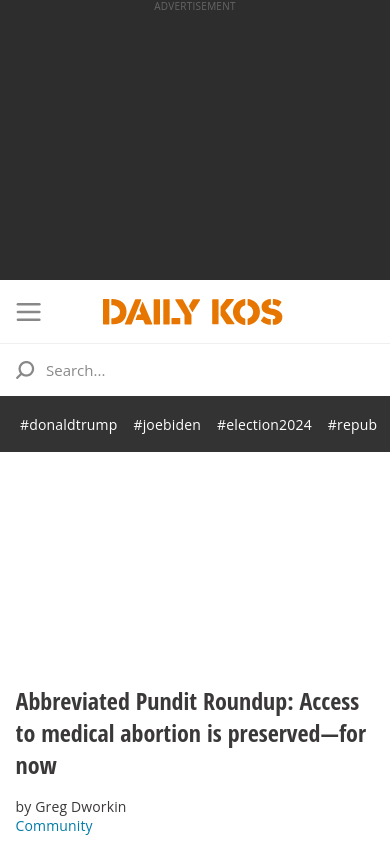 ADVERTISEMENT
DAILY KOS
Search...
#donaldtrump #joebiden #election2024 #repub
Abbreviated Pundit Roundup: Access
to medical abortion is preserved—for
now
by Greg Dworkin
Community